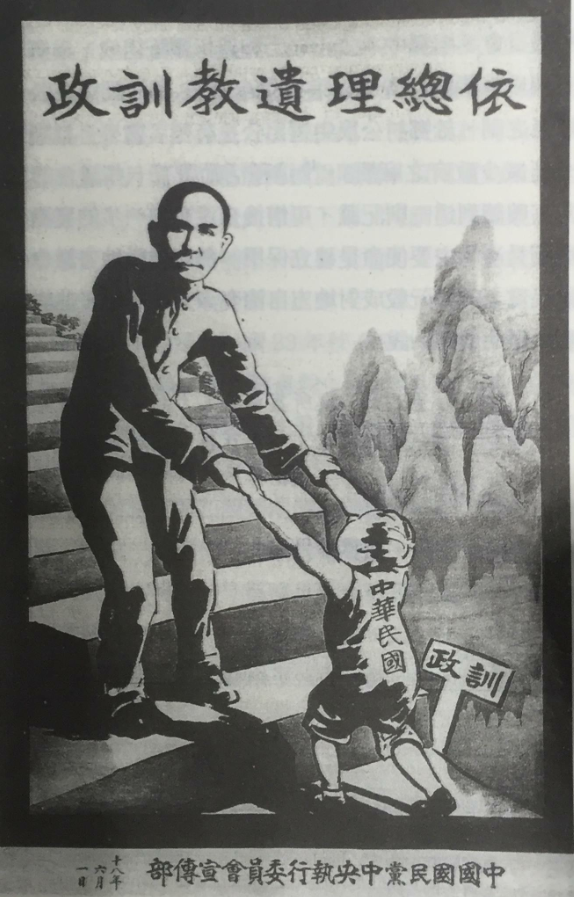 依總理遺教訓政
中華民國
訓政
中國國民黨中央執行委員會宣傳部
十八年
六月
一日